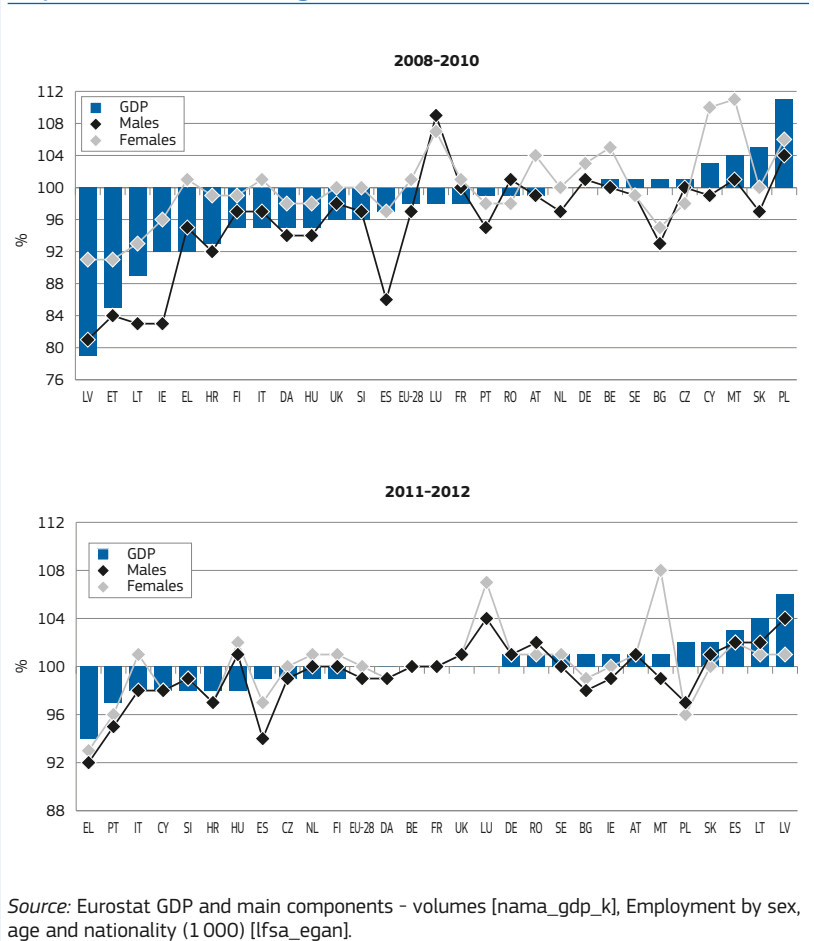 2008-2010
112
108
104
100
96
92
88
84
80
76
%
GDP
Males
Females
LV ET LT IE EL HR FI IT DA HU UK SI ES EU-28 LU FR PT RO AT NL DE BE SE BG CZ CY MT SK PL
2011-2012
112
108
104
100
96
92
88
%
GDP
Males
Females
EL PT IT CY SI HR HU ES CZ NL FI EU-28 DA BE FR UK LU DE RO SE BG IE AT MT PL SK ES LT LV
Source: Eurostat GDP and main components - volumes [nama_gdp_k], Employment by sex,
age and nationality (1 000) [lfsa_egan].